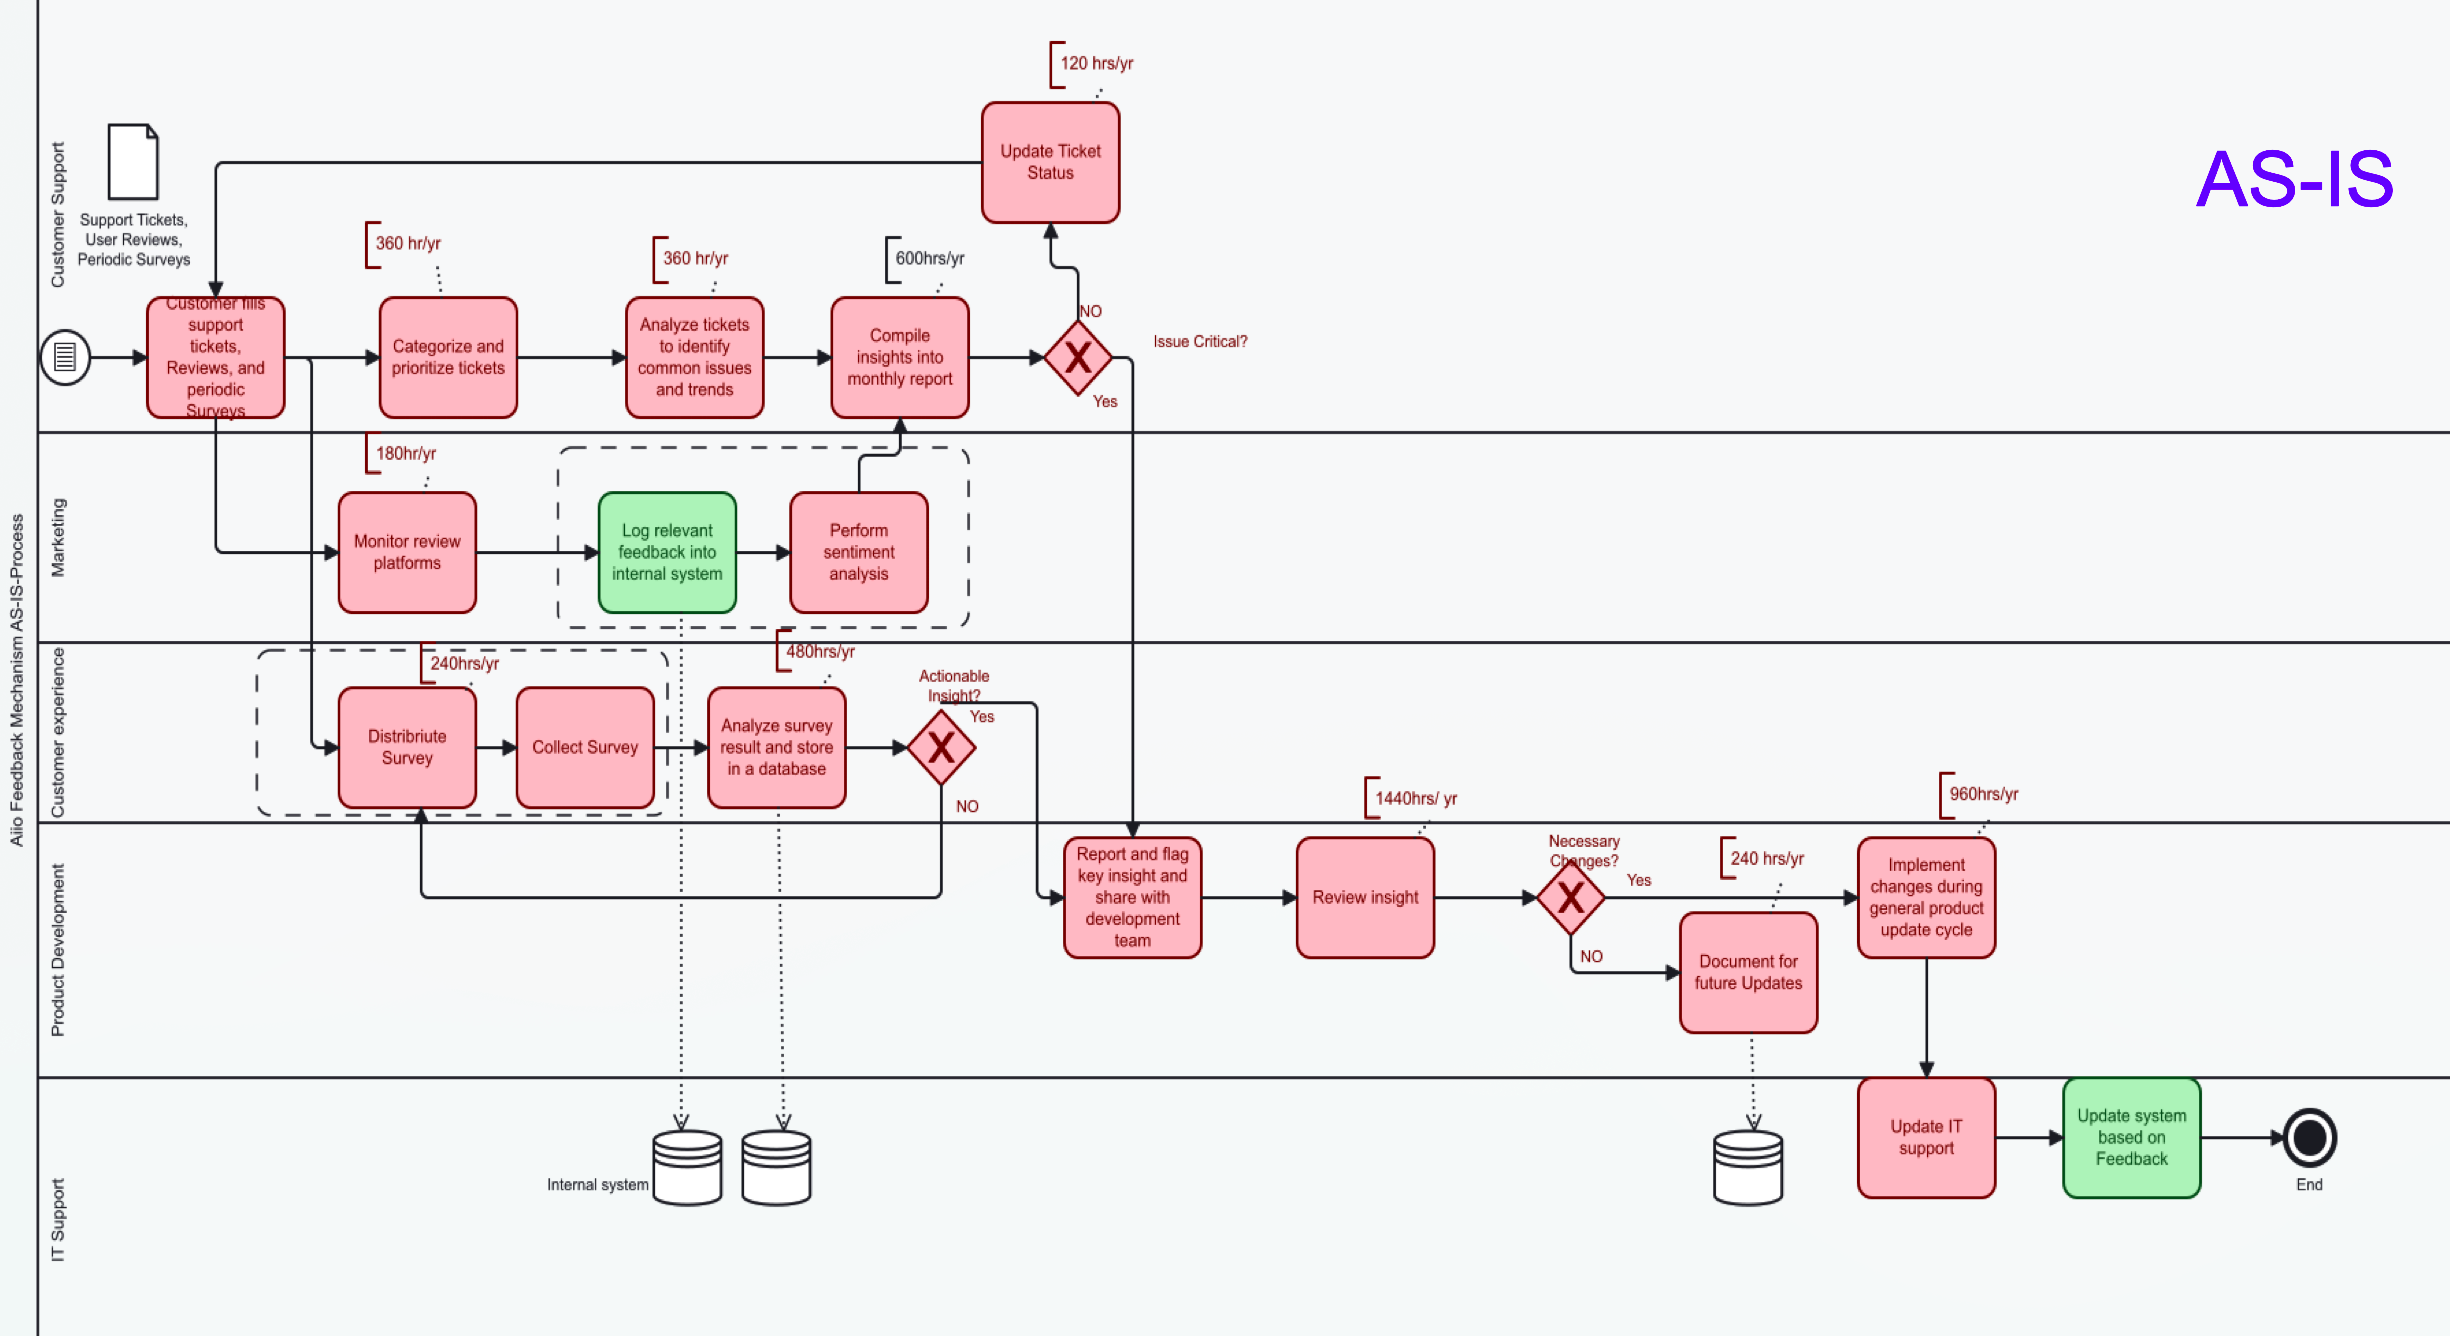 AS-IS
Aiio Feedback Mechanism AS-IS-Process
Customer Support
Support Tickets,
User Reviews,
Periodic Surveys
120 hrs/yr
Update Ticket
Status
360 hr/yr
360 hr/yr
600hrs/yr
Customer fills
support
tickets,
Reviews, and
periodic
Surveys
Categorize and
prioritize tickets
Analyze tickets
to identify
common issues
and trends
Compile
insights into
monthly report
NO
X
Issue Critical?
Yes
Marketing
180hr/yr
Monitor review
platforms
Log relevant
feedback into
internal system
Perform
sentiment
analysis
Customer experience
240hrs/yr
480hrs/yr
Distribriute
Survey
Collect Survey
Analyze survey
result and store
in a database
Actionable
Insight?
Yes
X
NO
Product Development
Report and flag
key insight and
share with
development
team
1440hrs/ yr
Review insight
Necessary
Changes?
X
Yes
NO
240 hrs/yr
Document for
future Updates
960hrs/yr
Implement
changes during
general product
update cycle
IT Support
Internal system
Update IT
support
Update system
based on
Feedback
End